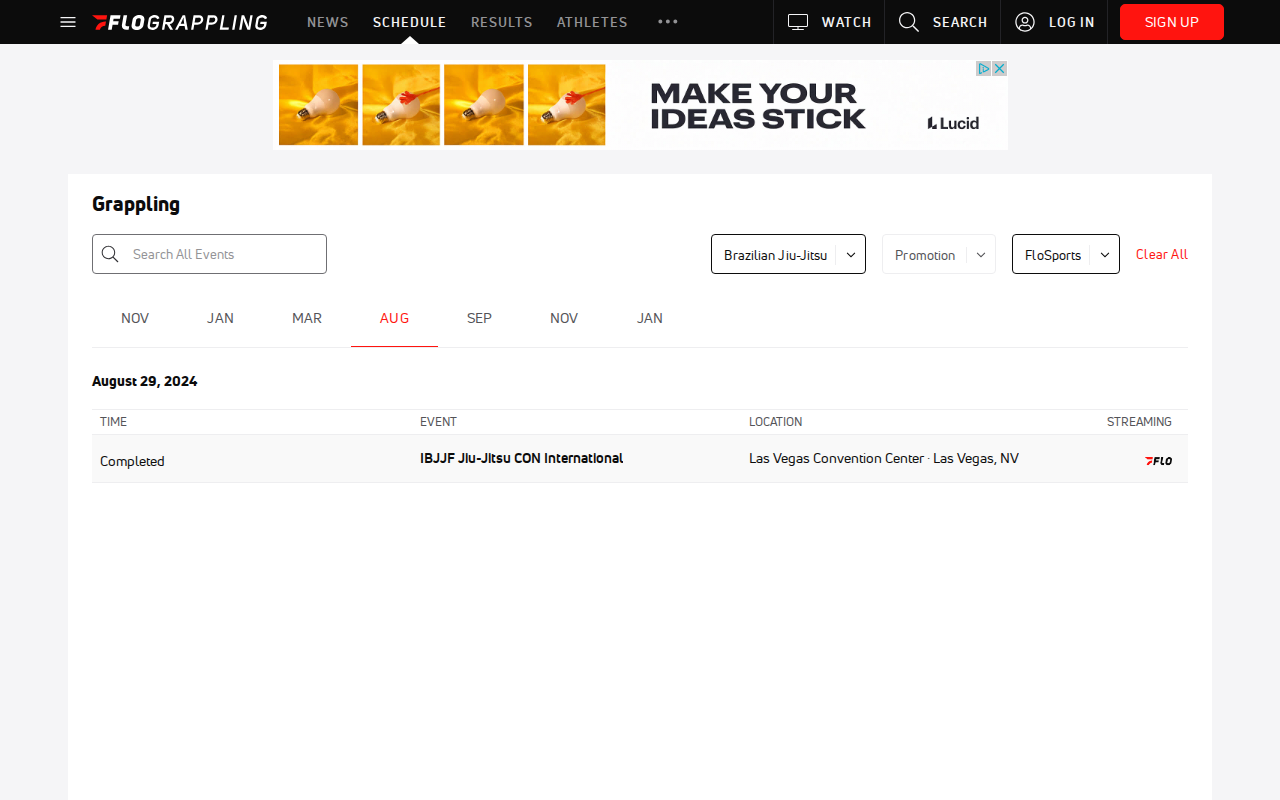 FLOGRAPPLING NEWS SCHEDULE RESULTS ATHLETES WATCH SEARCH LOG IN SIGN UP
MAKE YOUR
IDEAS STICK
Lucid
Grappling
Search All Events Brazilian Jiu-Jitsu Promotion FloSports Clear All
NOV JAN MAR AUG SEP NOV JAN
August 29, 2024
TIME EVENT LOCATION STREAMING
Completed IBJJF Jiu-Jitsu CON International Las Vegas Convention Center · Las Vegas, NV FLO